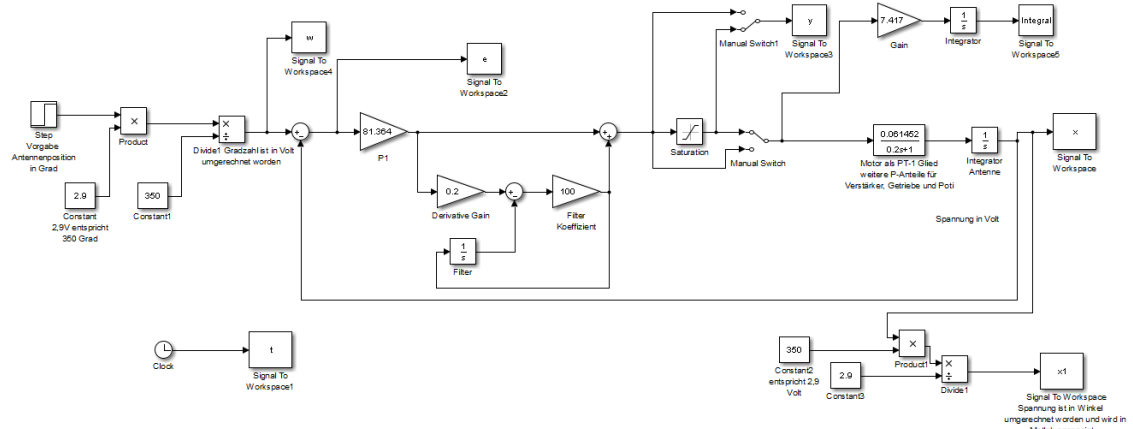 w
Signal To
Workspace4
e
Signal To
Workspace2
Manual Switch1
y
Signal To
Workspace3
7.417
Gain
1
s
Integrator
Integral
Signal To
Workspace5
Step
Vorgabe
Antennenposition
in Grad
×
Product
×
÷
Divide1 Gradzahl ist in Volt
umgerechnet worden
+
−
81.364
P1
+
+
Saturation
Manual Switch
0.061452
0.2s+1
Motor als PT-1 Glied
weitere P-Anteile für
Verstärker, Getriebe und Poti
1
s
Integrator
Antenne
x
Signal To
Workspace
2.9
Constant
2,9V entspricht
350 Grad
350
Constant1
0.2
Derivative Gain
+
−
100
Filter
Koeffizient
1
s
Filter
Spannung in Volt
Clock
t
Signal To
Workspace1
350
Constant2
entspricht 2,9
Volt
2.9
Constant3
×
Product1
×
÷
Divide1
x1
Signal To Workspace
Spannung ist in Winkel
umgerechnet worden und wird in